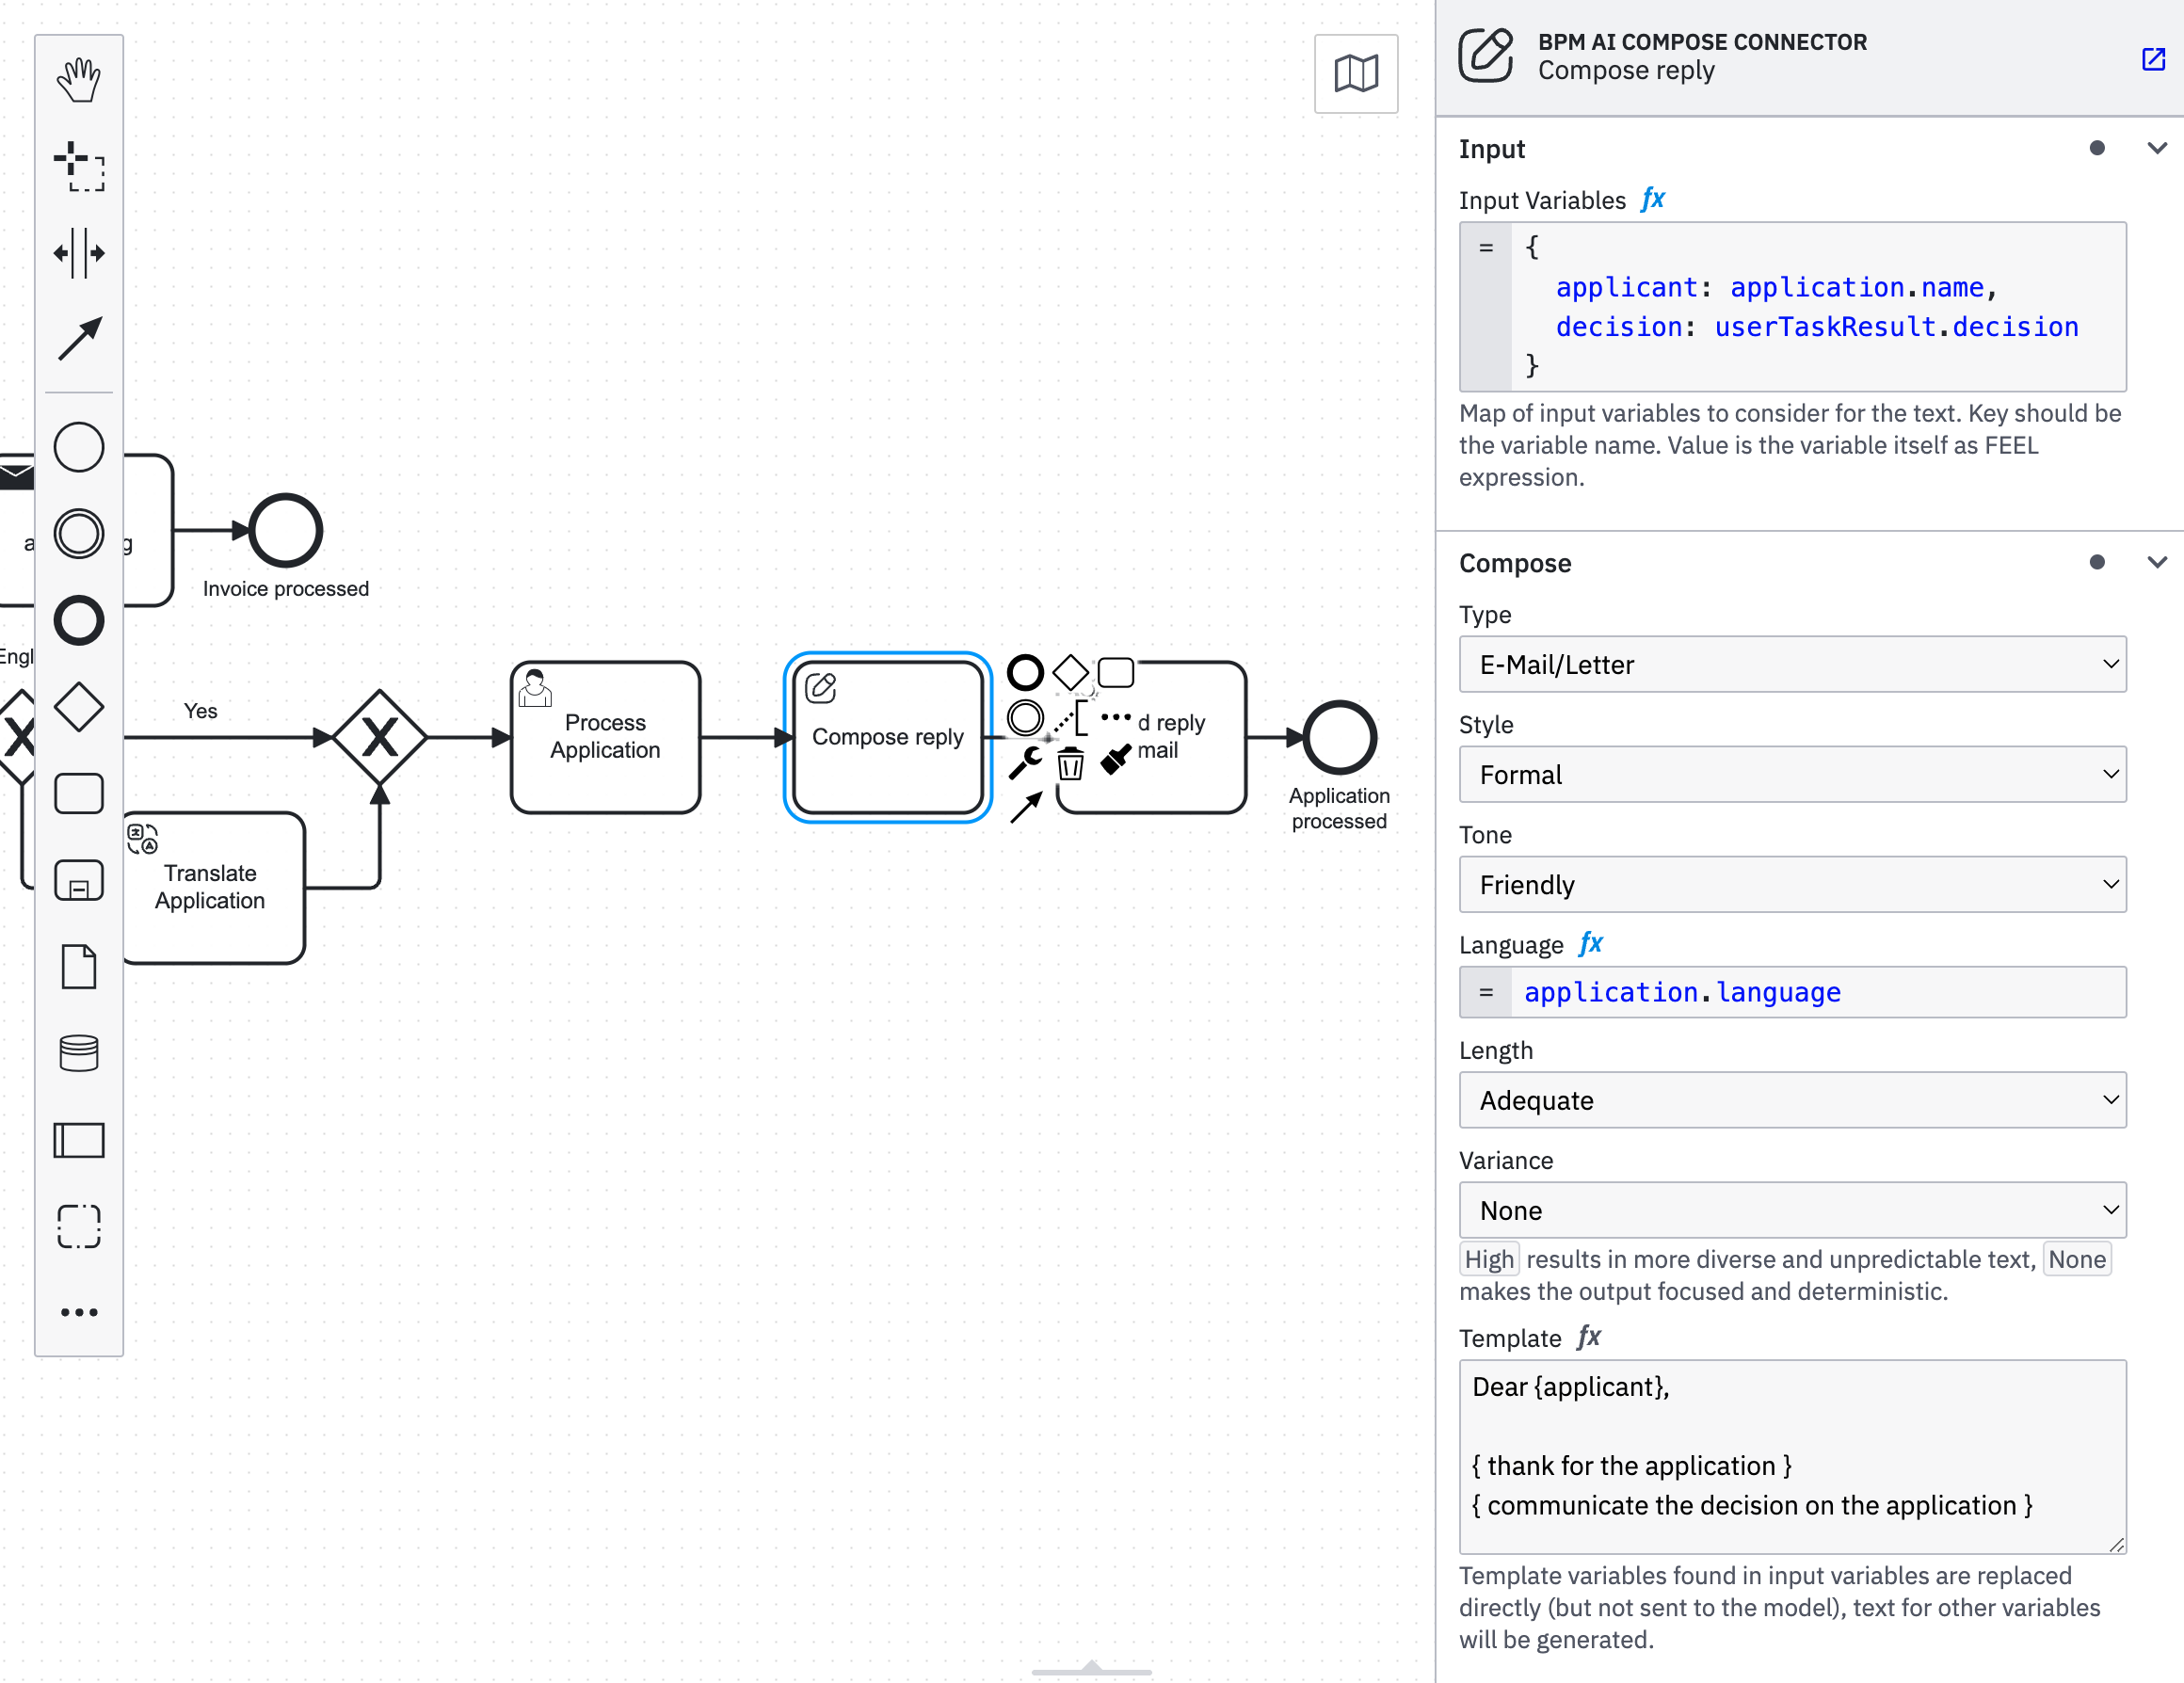 BPM AI COMPOSE CONNECTOR
Compose reply
Input
Input Variables fx
= {
applicant: application.name,
decision: userTaskResult.decision
}
Map of input variables to consider for the text. Key should be
the variable name. Value is the variable itself as FEEL
expression.
Compose
Type
E-Mail/Letter
Style
Formal
Tone
Friendly
Language fx
= application.language
Length
Adequate
Variance
None
High results in more diverse and unpredictable text, None
makes the output focused and deterministic.
Template fx
Dear {applicant},
{ thank for the application }
{ communicate the decision on the application }
Template variables found in input variables are replaced
directly (but not sent to the model), text for other variables
will be generated.
Invoice processed
Yes
Process
Application
Compose reply
d reply
mail
Application
processed
Translate
Application